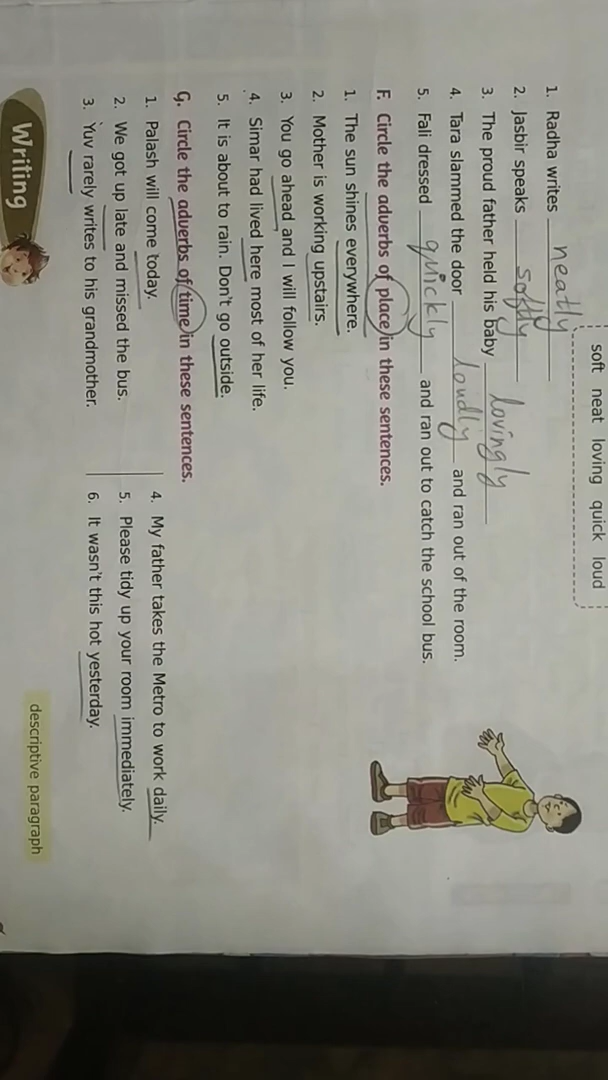 soft neat loving quick loud
1. Radha writes neatly
2. Jasbir speaks softly
3. The proud father held his baby lovingly
4. Tara slammed the door loudly and ran out of the room.
5. Fali dressed quickly and ran out to catch the school bus.
F. Circle the adverbs of place in these sentences.
1. The sun shines everywhere.
2. Mother is working upstairs.
3. You go ahead and I will follow you.
4. Simar had lived here most of her life.
5. It is about to rain. Don't go outside.
G. Circle the adverbs of time in these sentences.
1. Palash will come today.
2. We got up late and missed the bus.
3. Yuv rarely writes to his grandmother.
4. My father takes the Metro to work daily.
5. Please tidy up your room immediately.
6. It wasn't this hot yesterday.
Writing
descriptive paragraph